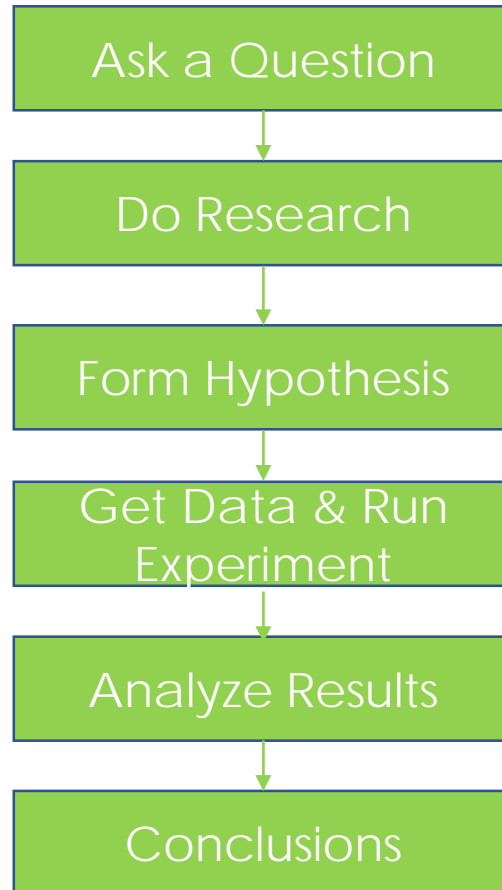 Ask a Question
Do Research
Form Hypothesis
Get Data & Run
Experiment
Analyze Results
Conclusions